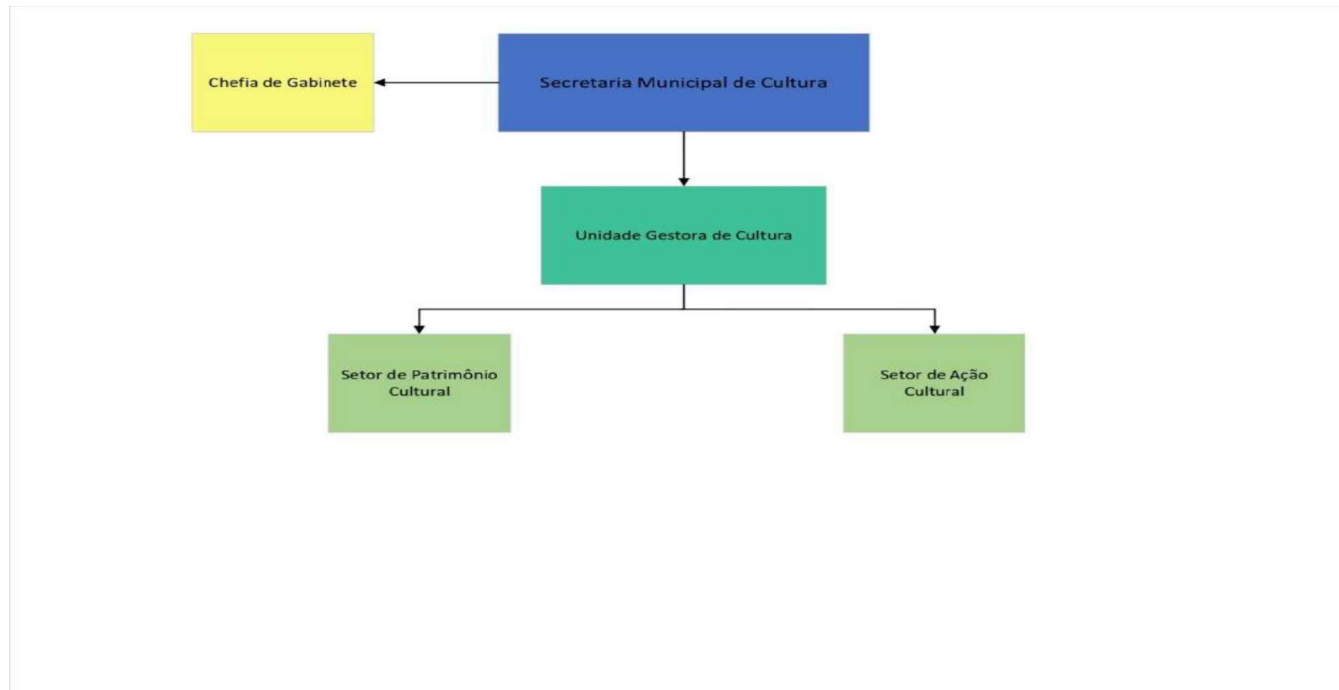 Chefia de Gabinete
Secretaria Municipal de Cultura
Unidade Gestora de Cultura
Setor de Patrimônio
Cultural
Setor de Ação
Cultural